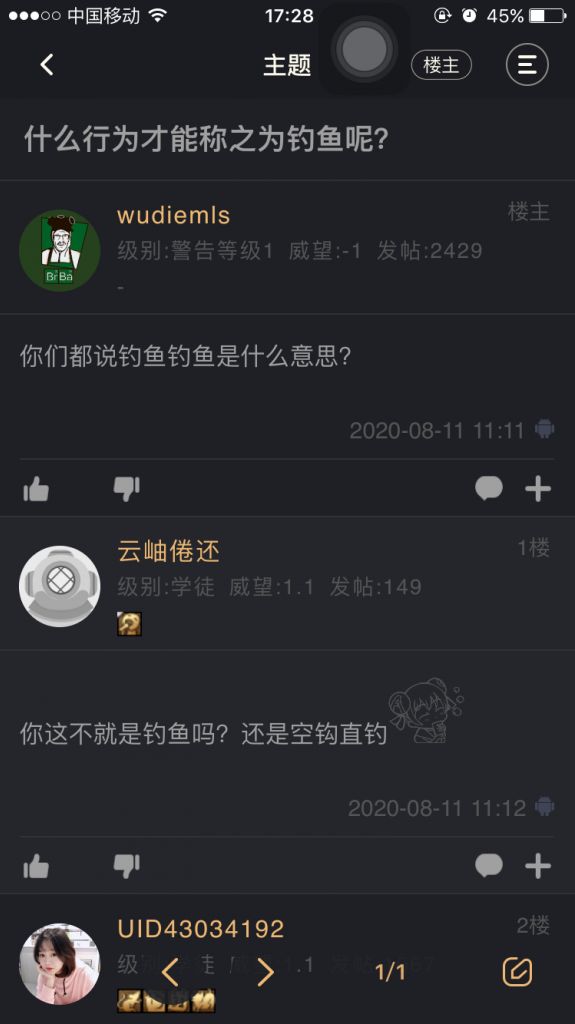 中国移动 17:28 45%
主题 楼主
什么行为才能称之为钓鱼呢?
wudiemls 楼主
级别:警告等级1 威望:-1 发帖:2429
-
你们都说钓鱼钓鱼是什么意思?
2020-08-11 11:11
云岫倦还 1楼
级别:学徒 威望:1.1 发帖:149
你这不就是钓鱼吗？还是空钩直钓
2020-08-11 11:12
UID43034192 2楼
级别:学徒 威望:1.1
1/1